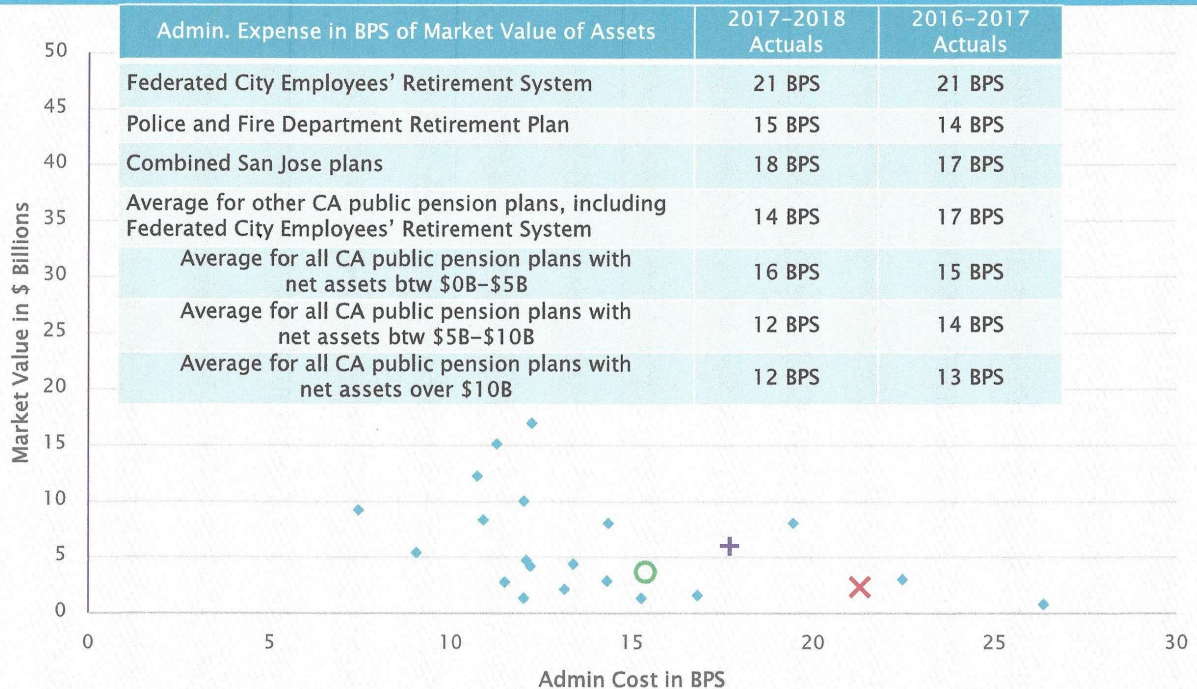 Admin. Expense in BPS of Market Value of Assets
2017-2018
Actuals
2016-2017
Actuals
Federated City Employees' Retirement System
21 BPS
21 BPS
Police and Fire Department Retirement Plan
15 BPS
14 BPS
Combined San Jose plans
18 BPS
17 BPS
Average for other CA public pension plans, including
Federated City Employees' Retirement System
14 BPS
17 BPS
Average for all CA public pension plans with
net assets btw $0B-$5B
16 BPS
15 BPS
Average for all CA public pension plans with
net assets btw $5B-$10B
12 BPS
14 BPS
Average for all CA public pension plans with
net assets over $10B
12 BPS
13 BPS
Market Value in $ Billions
50
45
40
35
30
25
20
15
10
5
0
0
5
10
15
20
25
30
Admin Cost in BPS